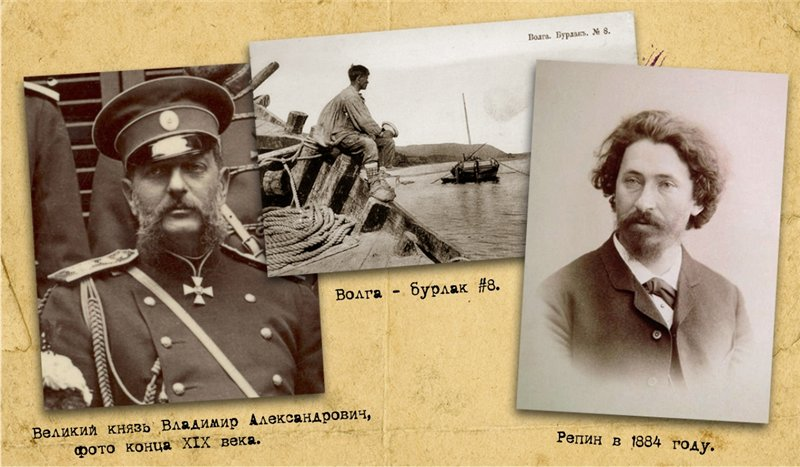 Волга. Бурлакъ. № 8.
Волга - бурлак #8.
Великий князь Владимир Александрович,
фото конца XIX века.
Репин в 1884 году.